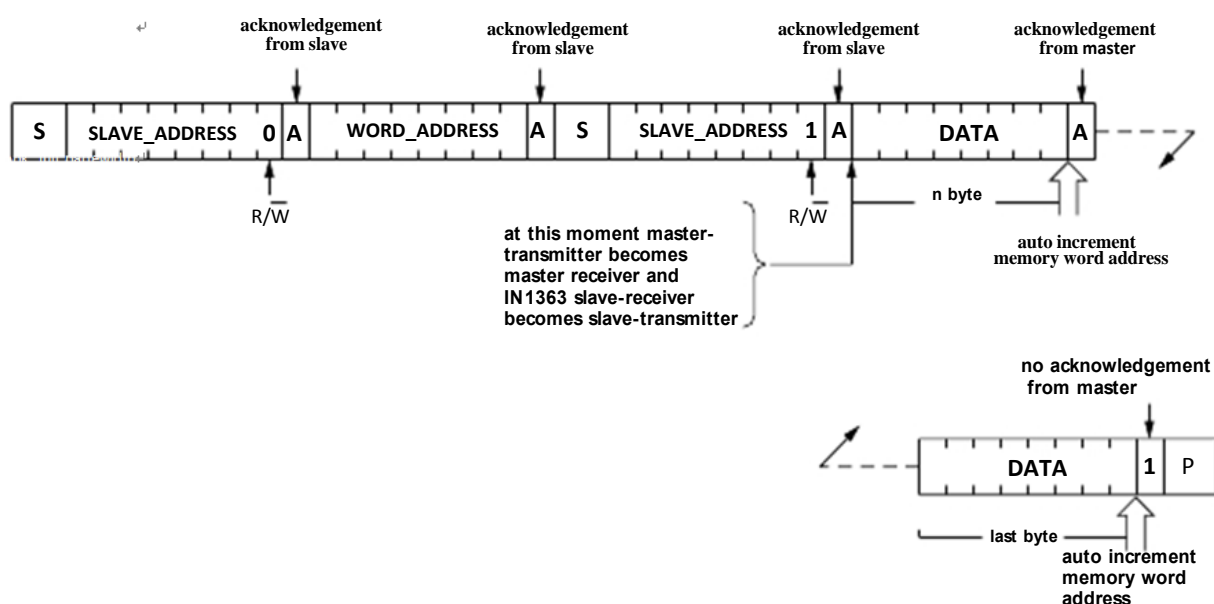 acknowledgement
from slave
acknowledgement
from slave
acknowledgement
from slave
acknowledgement
from master
S SLAVE_ADDRESS 0 A WORD_ADDRESS A S SLAVE_ADDRESS 1 A DATA A
R/W̅
R/W̅
n byte
auto increment
memory word address
at this moment master-
transmitter becomes
master receiver and
IN1363 slave-receiver
becomes slave-transmitter
no acknowledgement
from master
DATA 1 P
last byte
auto increment
memory word
address